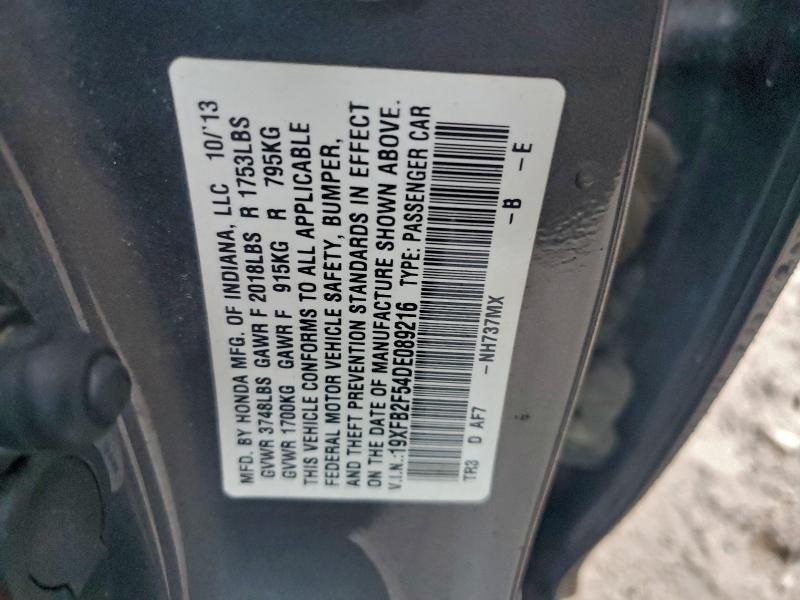 MFD. BY HONDA MFG. OF INDIANA, LLC 10/'13
GVWR 3748LBS GAWR F 2018LBS R 1753LBS
GVWR 1700KG GAWR F 915KG R 795KG
THIS VEHICLE CONFORMS TO ALL APPLICABLE
FEDERAL MOTOR VEHICLE SAFETY, BUMPER,
AND THEFT PREVENTION STANDARDS IN EFFECT
ON THE DATE OF MANUFACTURE SHOWN ABOVE.
V.I.N.:19XFB2F54DE089216 TYPE: PASSENGER CAR
TR3 D AF7 -NH737MX -B -E